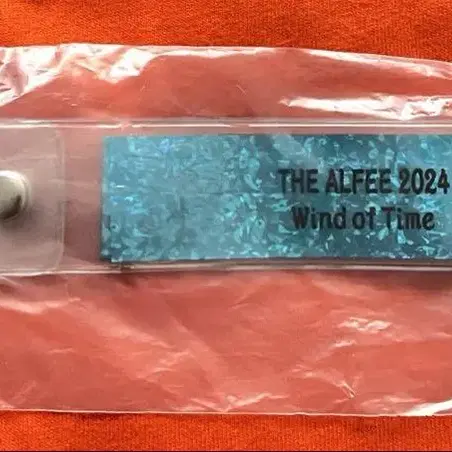 THE ALFEE 2024
Wind of Time